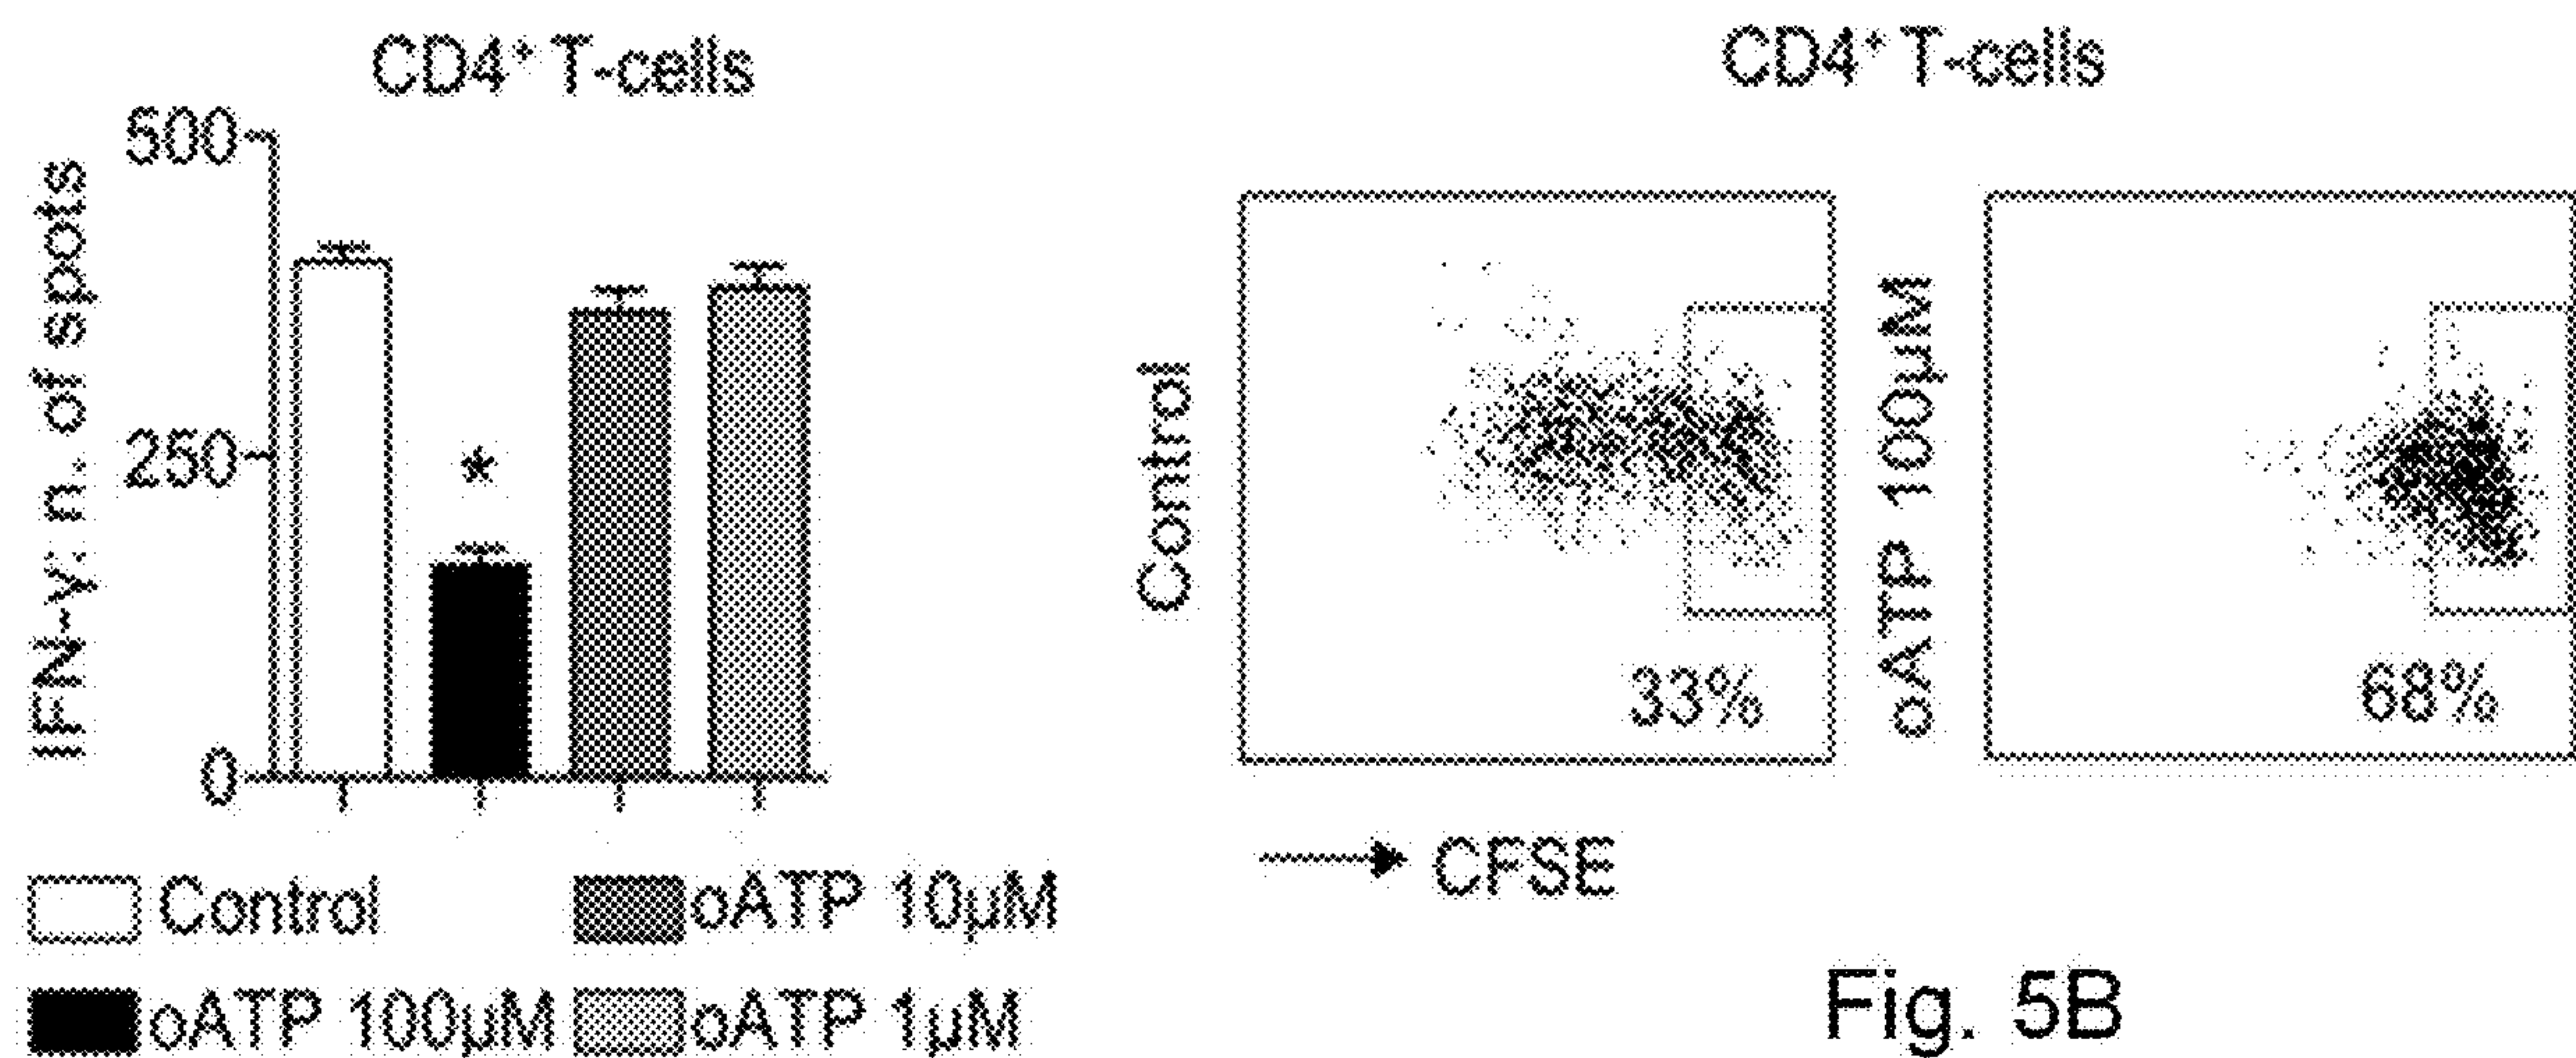 CD4⁺ T-cells
IFN-γ: n. of spots
500
250
0
*
Control
oATP 10µM
oATP 100µM
oATP 1µM
CD4⁺ T-cells
Control
33%
oATP 100µM
68%
CFSE
Fig. 5B